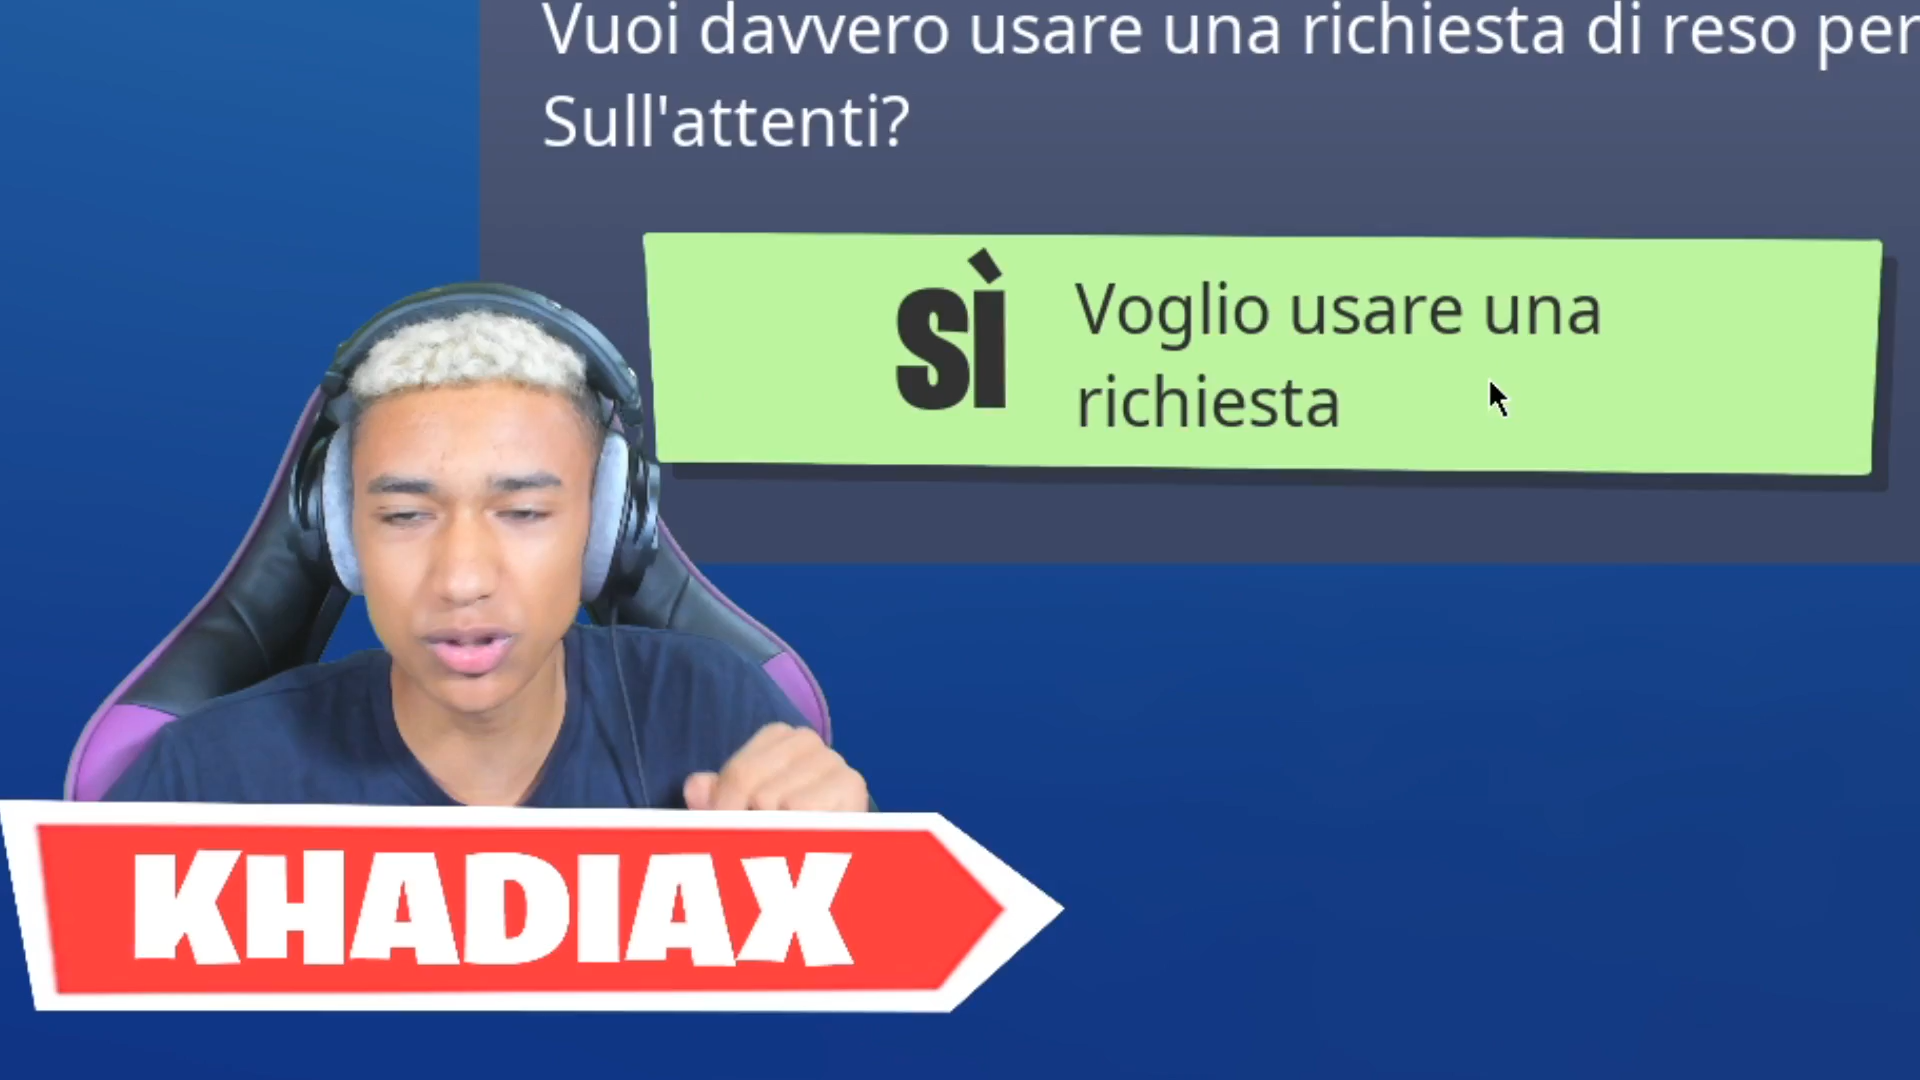 Vuoi davvero usare una richiesta di reso per
Sull'attenti?
SÌ
Voglio usare una
richiesta
KHADIAX